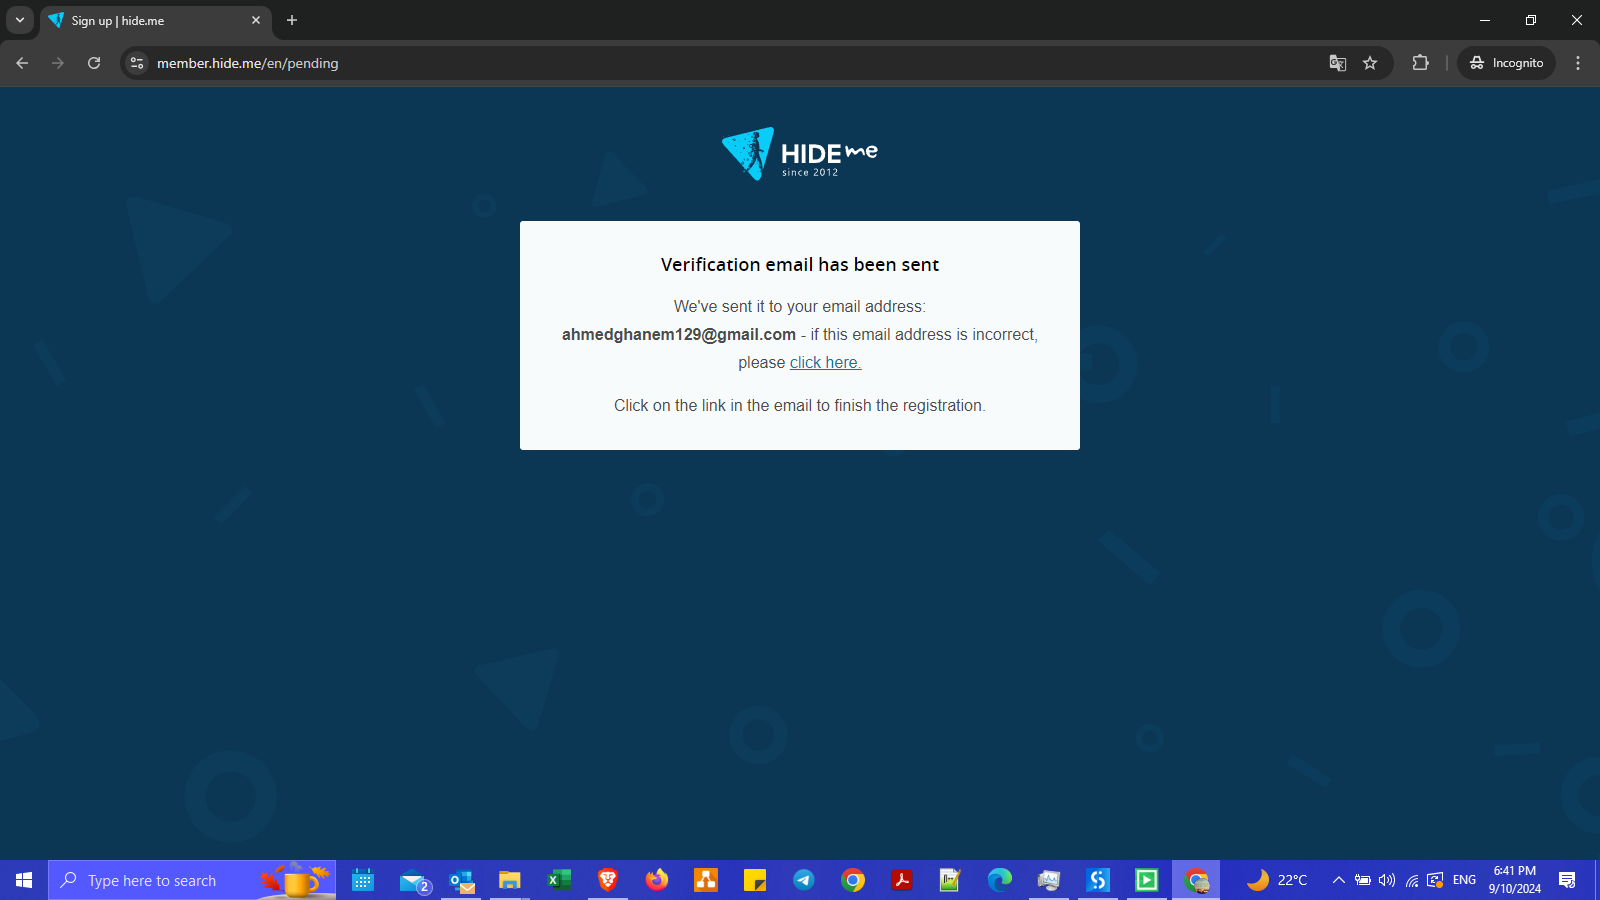 Sign up | hide.me
member.hide.me/en/pending
Incognito
HIDE me
since 2012
Verification email has been sent
We've sent it to your email address:
ahmedghanem129@gmail.com - if this email address is incorrect,
please click here.
Click on the link in the email to finish the registration.
Type here to search
2
22°C
ENG
6:41 PM
9/10/2024